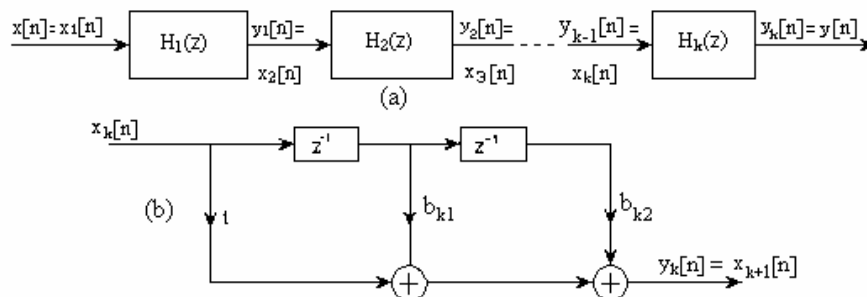 x[n]=x1[n]
H1(z)
y1[n]=
x2[n]
H2(z)
y2[n]=
x3[n]
yk-1[n]=
xk[n]
Hk(z)
yk[n]=y[n]
(a)
xk[n]
z-1
z-1
(b)
1
bk1
bk2
+
+
yk[n]= xk+1[n]